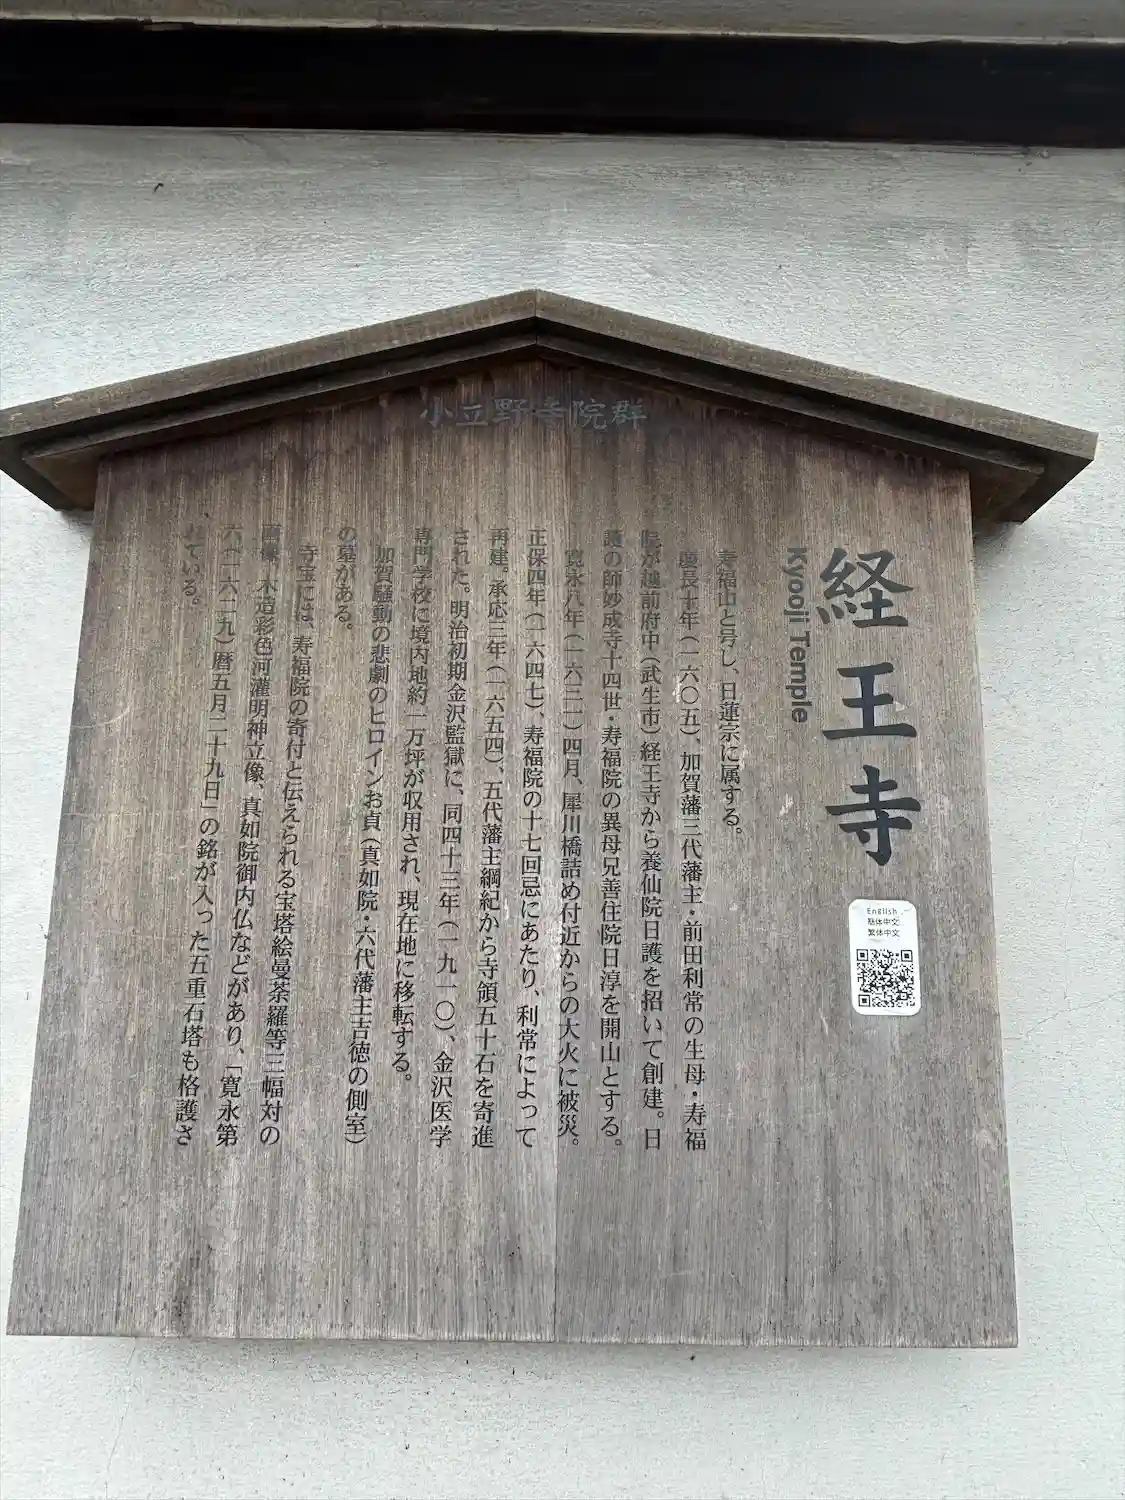 小立野寺院群
経王寺
Kyooji Temple
English
簡体中文
繁体中文
寿福山と号し、日蓮宗に属する。
慶長十年(一六〇五)、加賀藩三代藩主・前田利常の生母・寿福
院が越前府中(武生市)経王寺から養仙院日護を招いて創建。日
護の師妙成寺十四世・寿福院の異母兄善住院日淳を開山とする。
寛永八年(一六三一)四月、犀川橋詰め付近からの大火に被災。
正保四年(一六四七)、寿福院の十七回忌にあたり、利常によって
再建。承応三年(一六五四)、五代藩主綱紀から寺領五十石を寄進
された。明治初期金沢監獄に、同四十三年(一九一〇)、金沢医学
専門学校に境内地約一万坪が収用され、現在地に移転する。
加賀騒動の悲劇のヒロインお貞(真如院・六代藩主吉徳の側室)
の墓がある。
寺宝には、寿福院の寄付と伝えられる宝塔絵曼荼羅等三幅対の
画像、木造彩色河濯明神立像、真如院御内仏などがあり、「寛永第
六(一六二九)暦五月二十九日」の銘が入った五重石塔も格護さ
れている。